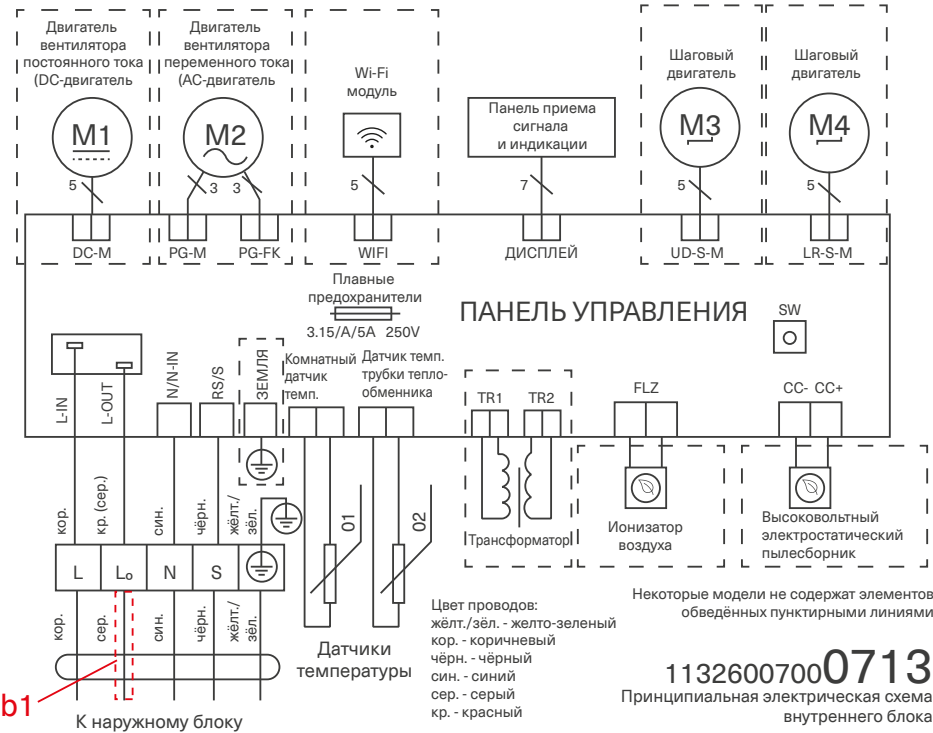 Двигатель
вентилятора
постоянного тока
(DC-двигатель
Двигатель
вентилятора
переменного тока
(AC-двигатель
Wi-Fi
модуль
Панель приема
сигнала
и индикации
Шаговый
двигатель
Шаговый
двигатель
M1
M2
M3
M4
5
3
3
5
7
5
5
DC-M
PG-M
PG-FK
WIFI
ДИСПЛЕЙ
UD-S-M
LR-S-M
Плавные
предохранители
3.15/A/5A 250V
ПАНЕЛЬ УПРАВЛЕНИЯ
SW
L-IN
L-OUT
N/N-IN
RS/S
ЗЕМЛЯ
Комнатный
датчик
темп.
Датчик темп.
трубки тепло-
обменника
TR1
TR2
FLZ
CC- CC+
кор.
кр. (сер.)
син.
чёрн.
жёлт./
зёл.
01
02
Трансформатор
Ионизатор
воздуха
Высоковольтный
электростатический
пылесборник
L
Lo
N
S
кор.
сер.
син.
чёрн.
жёлт./
зёл.
b1
К наружному блоку
Датчики
температуры
Цвет проводов:
жёлт./зёл. - желто-зеленый
кор. - коричневый
чёрн. - чёрный
син. - синий
сер. - серый
кр. - красный
Некоторые модели не содержат элементов
обведённых пунктирными линиями
11326007000713
Принципиальная электрическая схема
внутреннего блока